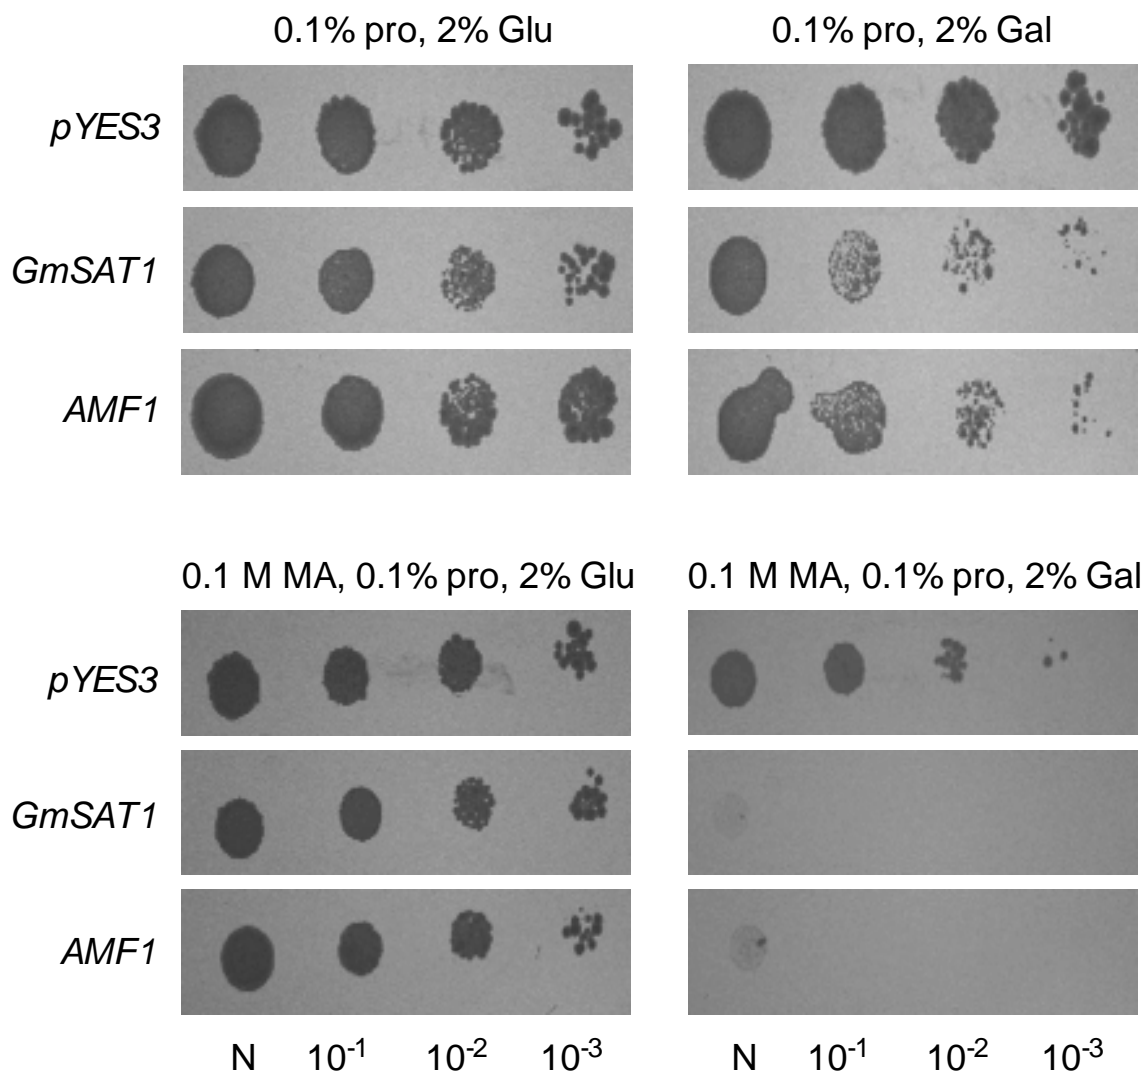 0.1% pro, 2% Glu
0.1% pro, 2% Gal
pYES3
GmSAT1
AMF1
0.1 M MA, 0.1% pro, 2% Glu
0.1 M MA, 0.1% pro, 2% Gal
pYES3
GmSAT1
AMF1
N 10-1 10-2 10-3
N 10-1 10-2 10-3